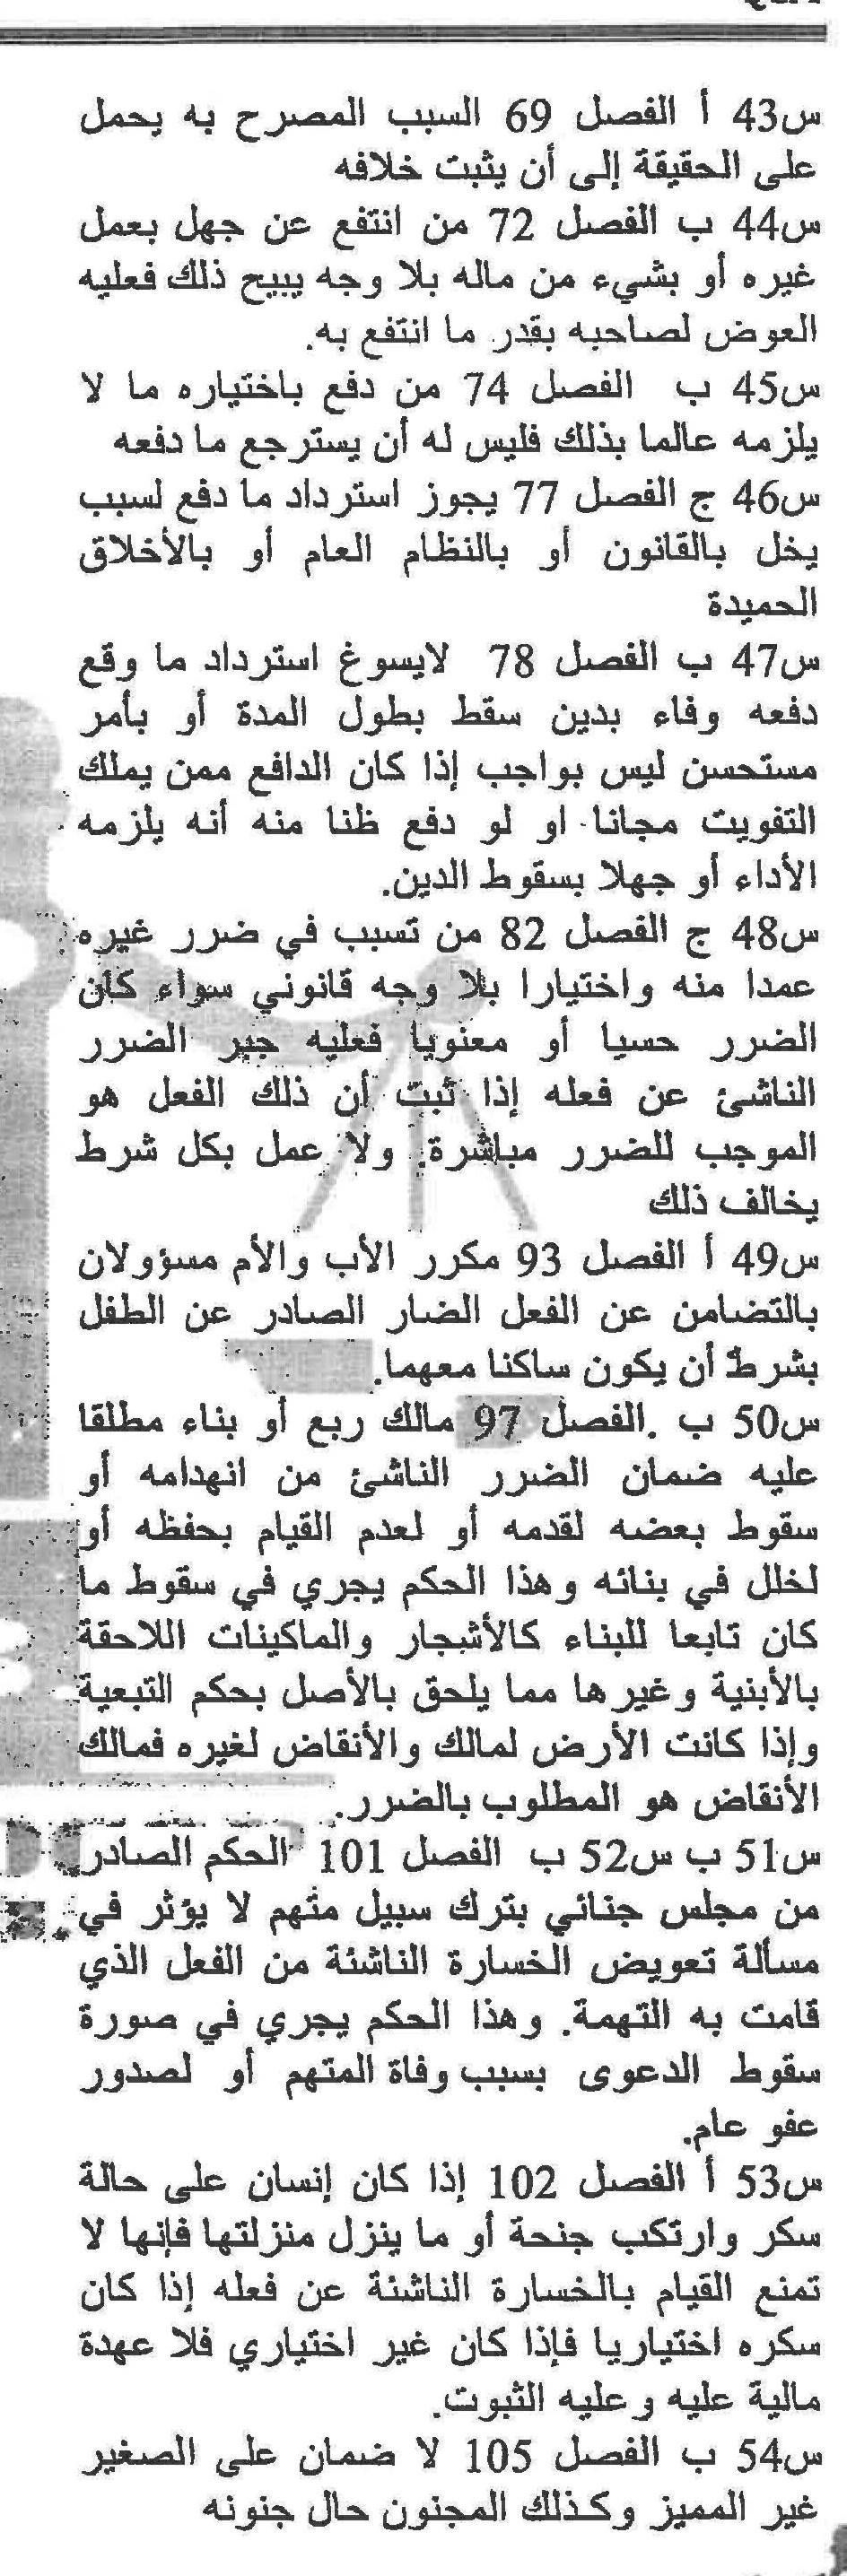 س43 أ الفصل 69 السبب المصرح به يحمل
على الحقيقة إلى أن يثبت خلافه
س44 ب الفصل 72 من انتفع عن جهل بعمل
غيره أو بشيء من ماله بلا وجه يبيح ذلك فعليه
العوض لصاحبه بقدر ما انتفع به.
س45 ب الفصل 74 من دفع باختياره ما لا
يلزمه عالما بذلك فليس له أن يسترجع ما دفعه
س46 ج الفصل 77 يجوز استرداد ما دفع لسبب
يخل بالقانون أو بالنظام العام أو بالأخلاق
الحميدة
س47 ب الفصل 78 لايسوغ استرداد ما وقع
دفعه وفاء بدين سقط بطول المدة أو بأمر
مستحسن ليس بواجب إذا كان الدافع ممن يملك
التفويت مجانا او لو دفع ظنا منه أنه يلزمه
الأداء أو جهلا بسقوط الدين.
س48 ج الفصل 82 من تسبب في ضرر غيره
عمدا منه واختيارا بلا وجه قانوني سواء كان
الضرر حسيا أو معنويا فعليه جبر الضرر
الناشئ عن فعله إذا ثبت أن ذلك الفعل هو
الموجب للضرر مباشرة. ولا عمل بكل شرط
يخالف ذلك
س49 أ الفصل 93 مكرر الأب والأم مسؤولان
بالتضامن عن الفعل الضار الصادر عن الطفل
بشرط أن يكون ساكنا معهما.
س50 ب .الفصل 97 مالك ربع أو بناء مطلقا
عليه ضمان الضرر الناشئ من انهدامه أو
سقوط بعضه لقدمه أو لعدم القيام بحفظه أو
لخلل في بنائه وهذا الحكم يجري في سقوط ما
كان تابعا للبناء كالأشجار والماكينات اللاحقة
بالأبنية وغيرها مما يلحق بالأصل بحكم التبعية
وإذا كانت الأرض لمالك والأنقاض لغيره فمالك
الأنقاض هو المطلوب بالضرر.
س51 ب س52 ب الفصل 101 الحكم الصادر
من مجلس جنائي بترك سبيل متهم لا يؤثر في
مسألة تعويض الخسارة الناشئة من الفعل الذي
قامت به التهمة. وهذا الحكم يجري في صورة
سقوط الدعوى بسبب وفاة المتهم أو لصدور
عفو عام.
س53 أ الفصل 102 إذا كان إنسان على حالة
سكر وارتكب جنحة أو ما ينزل منزلتها فإنها لا
تمنع القيام بالخسارة الناشئة عن فعله إذا كان
سكره اختياريا فإذا كان غير اختياري فلا عهدة
مالية عليه وعليه الثبوت.
س54 ب الفصل 105 لا ضمان على الصغير
غير المميز وكذلك المجنون حال جنونه